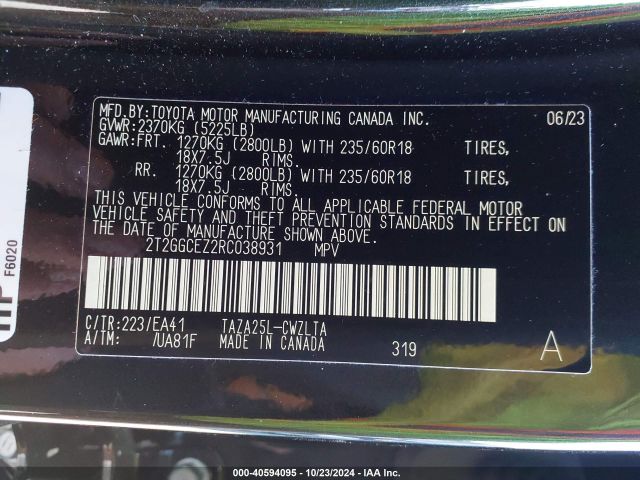 MFD.BY:TOYOTA MOTOR MANUFACTURING CANADA INC. 06/23
GVWR:2370KG (5225LB)
GAWR:FRT. 1270KG (2800LB) WITH 235/60R18 TIRES,
18X7.5J RIMS.
RR. 1270KG (2800LB) WITH 235/60R18 TIRES,
18X7.5J RIMS.
THIS VEHICLE CONFORMS TO ALL APPLICABLE FEDERAL MOTOR
VEHICLE SAFETY AND THEFT PREVENTION STANDARDS IN EFFECT ON
THE DATE OF MANUFACTURE SHOWN ABOVE.
2T2GGCEZ2RC038931 MPV
C/TR:223/EA41 TAZA25L-CWZLTA
A/TM: /UA81F MADE IN CANADA 319 A
F6020
000-40594095 - 10/23/2024 - IAA Inc.